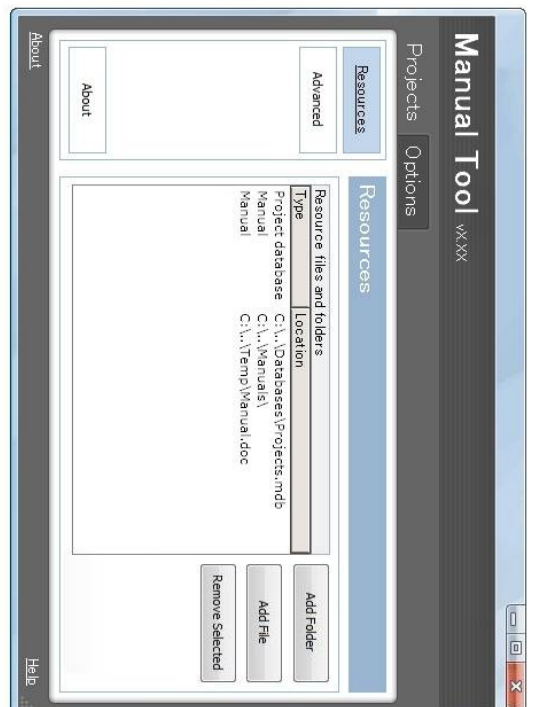 Manual Tool vX.XX
Projects Options
Resources
Advanced
About
Resources
Resource files and folders
Type Location
Project database C:\..\Databases\Projects.mdb
Manual C:\..\Manuals\
Manual C:\..\Temp\Manual.doc
Add Folder
Add File
Remove Selected
About Help